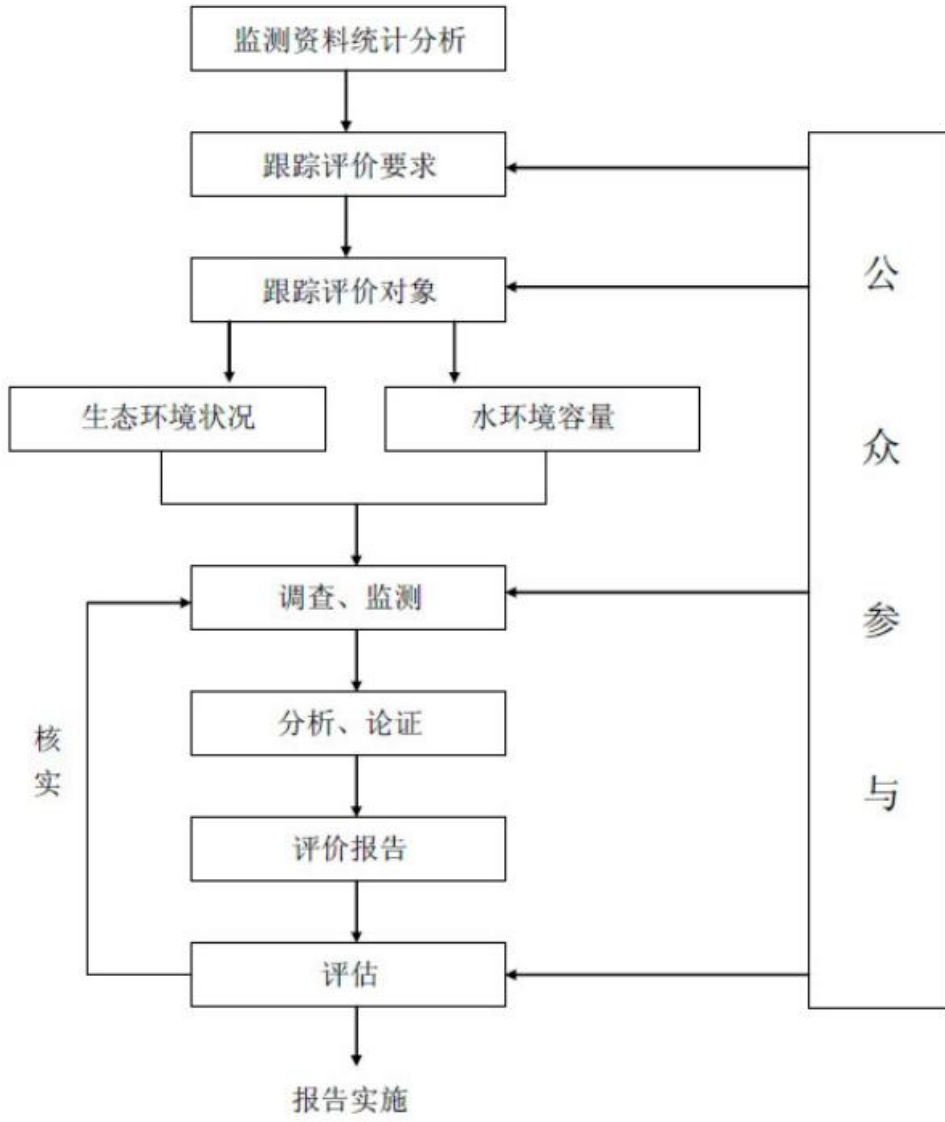 监测资料统计分析
跟踪评价要求
跟踪评价对象
生态环境状况
水环境容量
调查、监测
分析、论证
评价报告
评估
报告实施
核
实
公
众
参
与